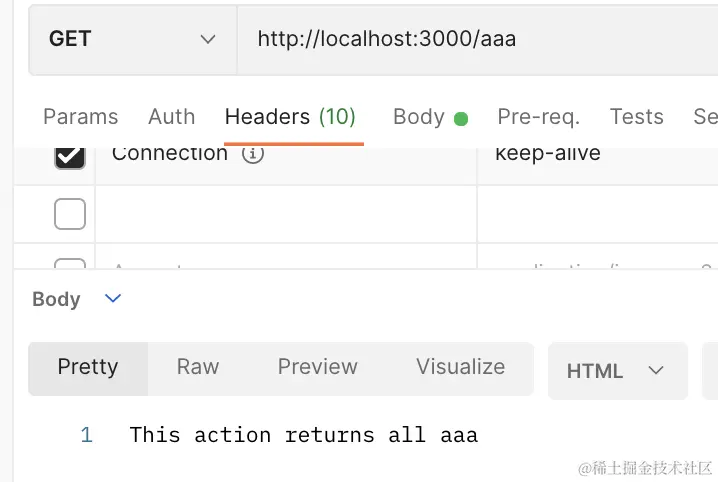 GET http://localhost:3000/aaa
Params Auth Headers (10) Body Pre-req. Tests Se
Connection keep-alive
Body
Pretty Raw Preview Visualize HTML
1 This action returns all aaa
@稀土掘金技术社区